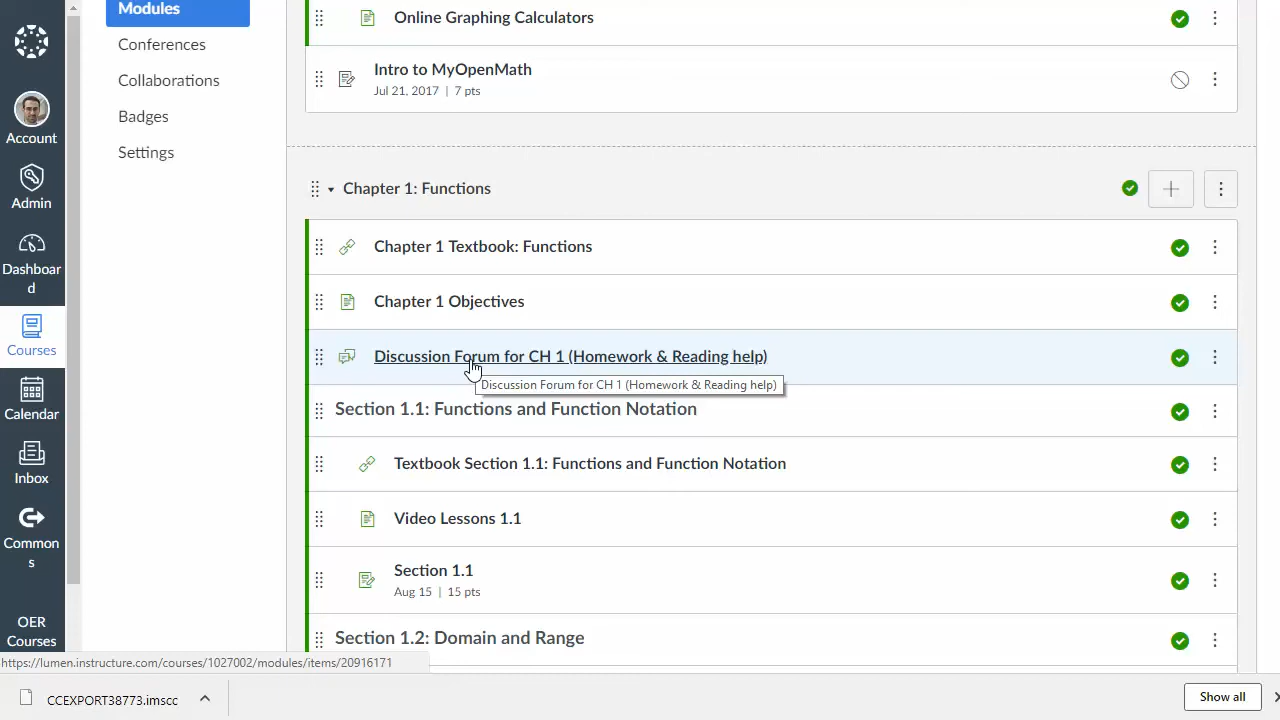 Modules
Conferences
Collaborations
Badges
Settings
Account
Admin
Dashboar
d
Courses
Calendar
Inbox
Common
s
OER
Courses
Online Graphing Calculators
Intro to MyOpenMath
Jul 21, 2017 | 7 pts
Chapter 1: Functions
Chapter 1 Textbook: Functions
Chapter 1 Objectives
Discussion Forum for CH 1 (Homework & Reading help)
Discussion Forum for CH 1 (Homework & Reading help)
Section 1.1: Functions and Function Notation
Textbook Section 1.1: Functions and Function Notation
Video Lessons 1.1
Section 1.1
Aug 15 | 15 pts
Section 1.2: Domain and Range
https://lumen.instructure.com/courses/1027002/modules/items/20916171
CCEXPORT38773.imscc
Show all